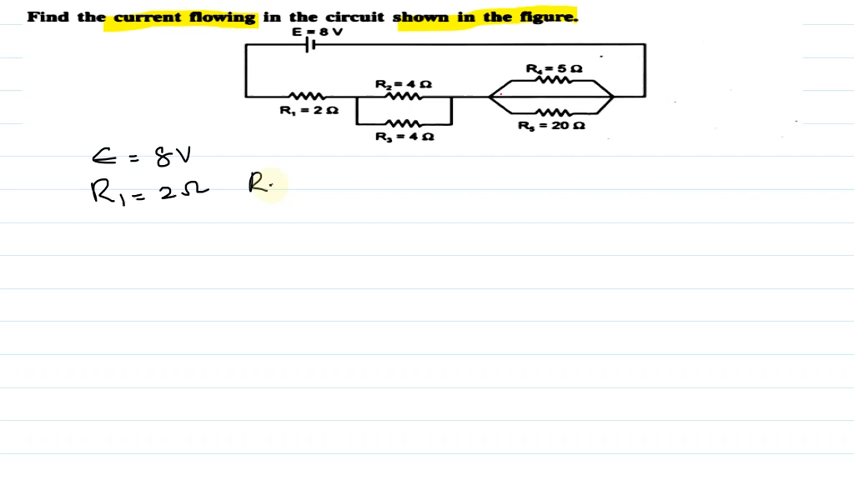 Find the current flowing in the circuit shown in the figure.
E = 8 V
R₄ = 5 Ω
R₂ = 4 Ω
R₁ = 2 Ω
R₅ = 20 Ω
R₃ = 4 Ω
E = 8V
R₁ = 2Ω R